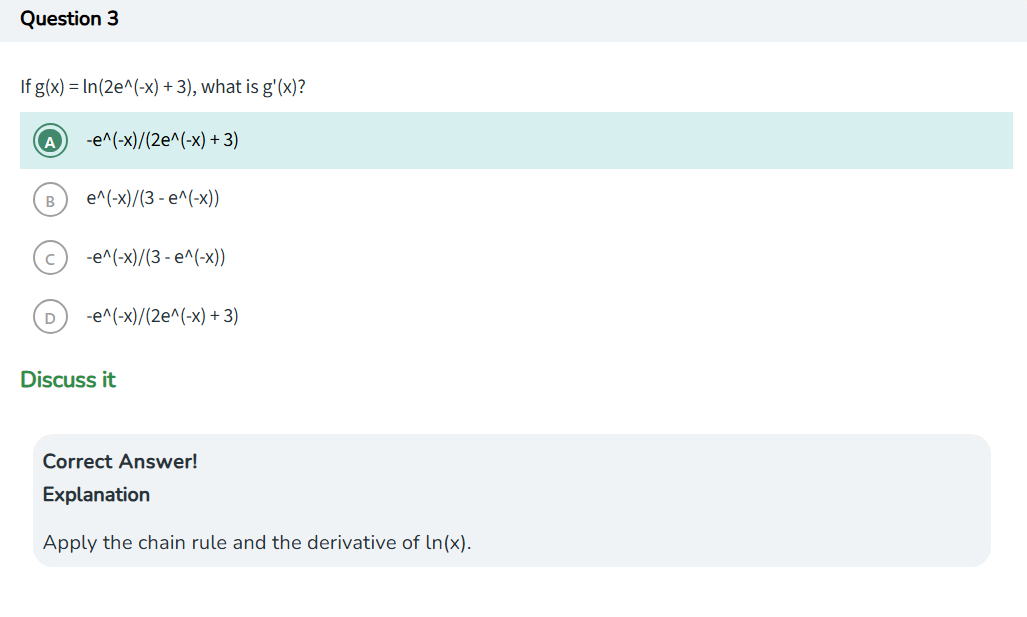 Question 3
If g(x) = ln(2e^(-x) + 3), what is g'(x)?
A -e^(-x)/(2e^(-x) + 3)
B e^(-x)/(3 - e^(-x))
C -e^(-x)/(3 - e^(-x))
D -e^(-x)/(2e^(-x) + 3)
Discuss it
Correct Answer!
Explanation
Apply the chain rule and the derivative of ln(x).